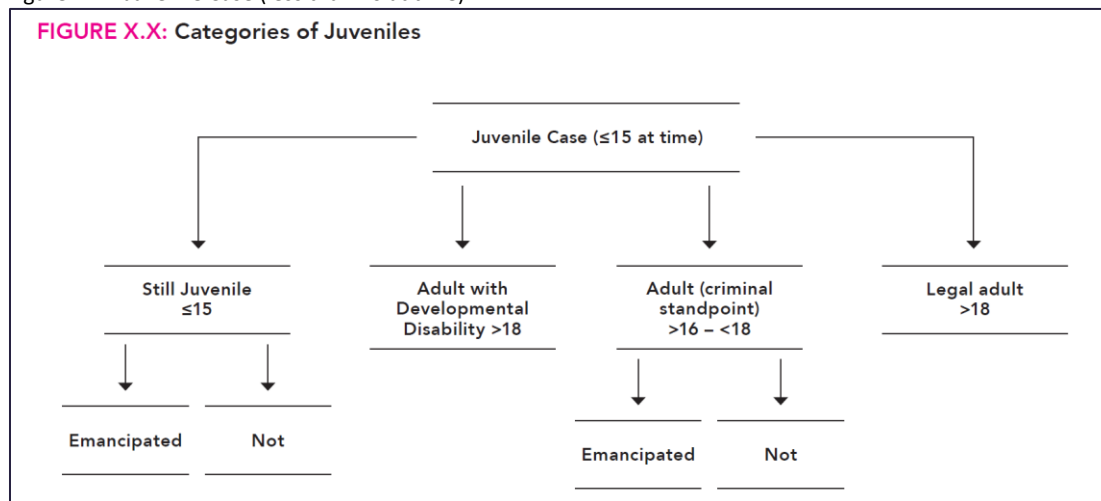 FIGURE X.X: Categories of Juveniles
Juvenile Case (≤15 at time)
Still Juvenile
≤15
Adult with
Developmental
Disability >18
Adult (criminal
standpoint)
>16 – <18
Legal adult
>18
Emancipated
Not
Emancipated
Not